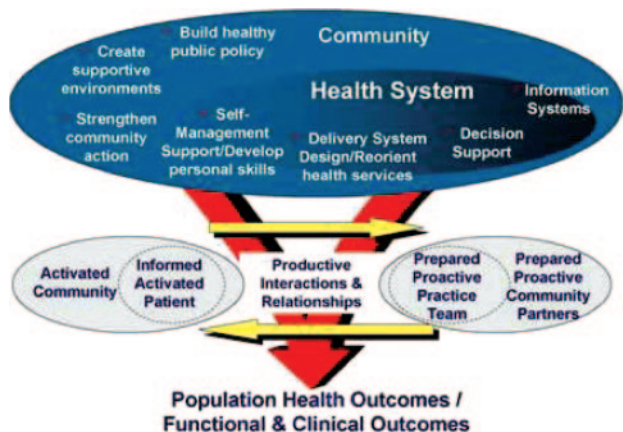 Build healthy
public policy
Community
Create
supportive
environments
Health System
Information
Systems
Strengthen
community
action
Self-
Management
Support/Develop
personal skills
Delivery System
Design/Reorient
health services
Decision
Support
Activated
Community
Informed
Activated
Patient
Productive
Interactions &
Relationships
Prepared
Proactive
Practice
Team
Prepared
Proactive
Community
Partners
Population Health Outcomes /
Functional & Clinical Outcomes